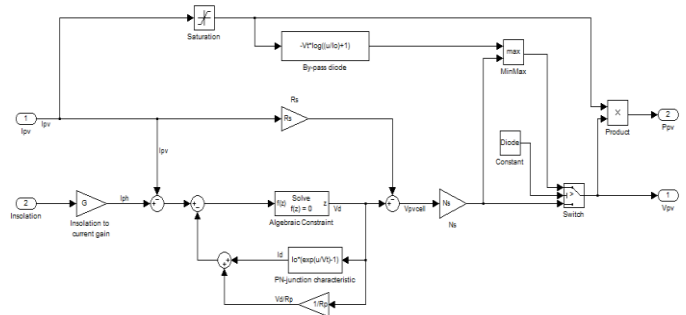 Saturation
-Vt*log((u/Io)+1)
By-pass diode
max
MinMax
1
Ipv
Ipv
Rs
Rs
Ipv
X
Product
2
Ppv
Diode
Constant
>
Switch
1
Vpv
2
Insolation
G
Insolation to
current gain
Iph
f(z) Solve z
f(z) = 0
Algebraic Constraint
Vd
Vpvcell
Ns
Ns
Id
Io*(exp(u/Vt)-1)
PN-junction characteristic
Vd/Rp
1/Rp